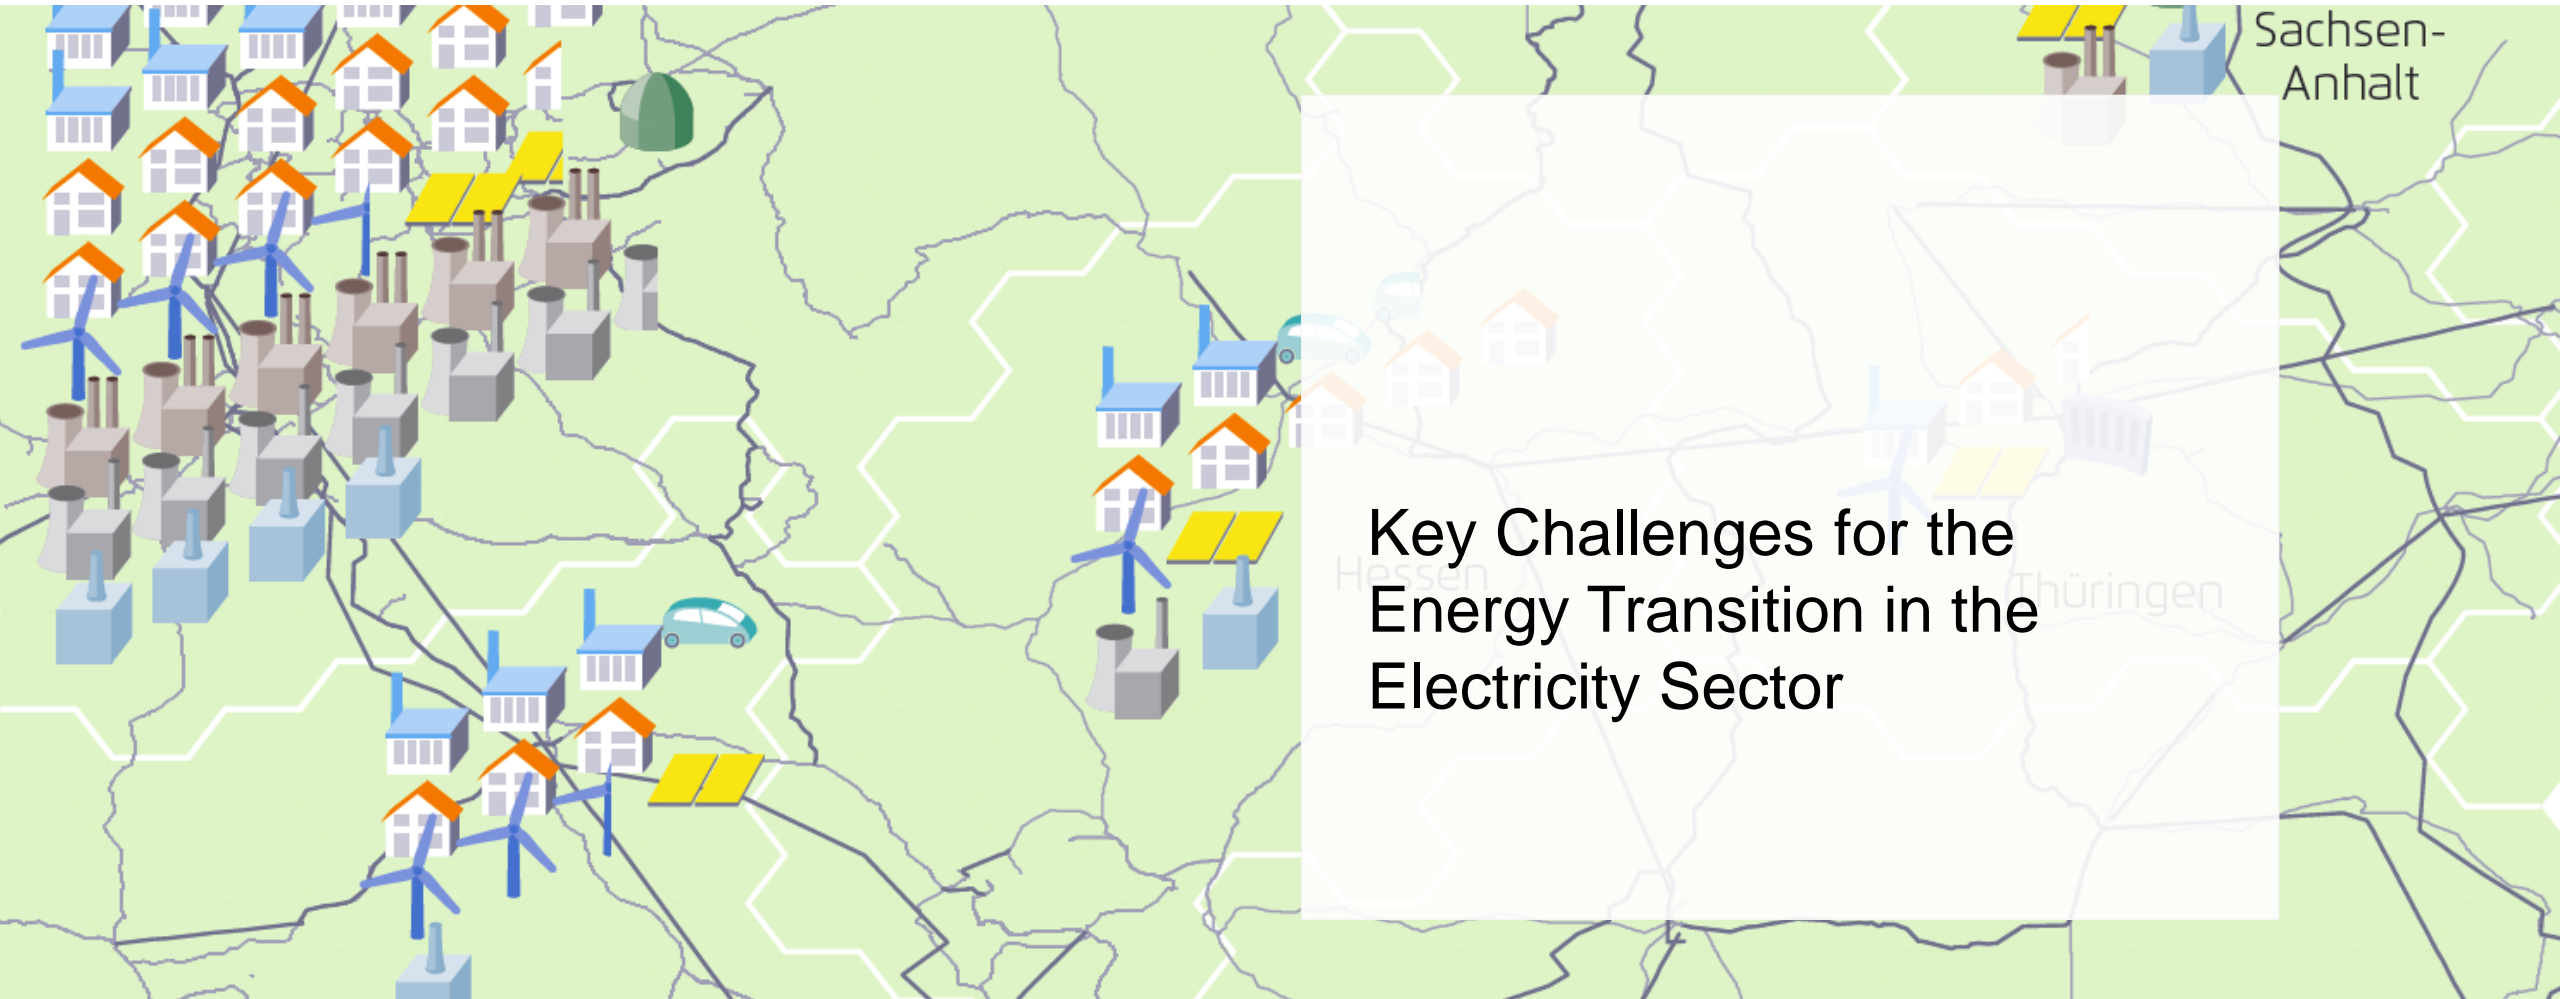 Sachsen-
Anhalt
Key Challenges for the
Energy Transition in the
Electricity Sector
Hessen
Thüringen